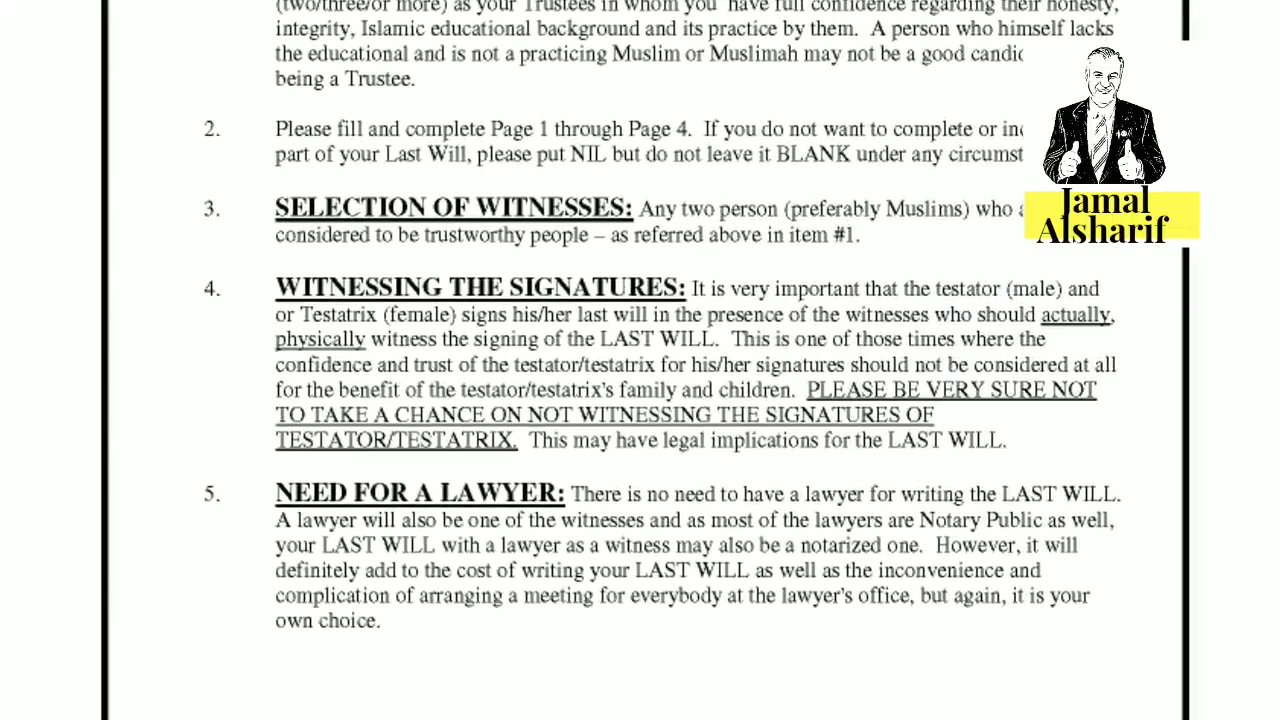 (two/three/or more) as your Trustees in whom you have full confidence regarding their honesty,
integrity, Islamic educational background and its practice by them. A person who himself lacks
the educational and is not a practicing Muslim or Muslimah may not be a good
being a Trustee.
2. Please fill and complete Page 1 through Page 4. If you do not want to complete or
part of your Last Will, please put NIL but do not leave it BLANK under any
3. SELECTION OF WITNESSES: Any two person (preferably Muslims) who
considered to be trustworthy people – as referred above in item #1.
4. WITNESSING THE SIGNATURES: It is very important that the testator (male) and
or Testatrix (female) signs his/her last will in the presence of the witnesses who should actually,
physically witness the signing of the LAST WILL. This is one of those times where the
confidence and trust of the testator/testatrix for his/her signatures should not be considered at all
for the benefit of the testator/testatrix's family and children. PLEASE BE VERY SURE NOT
TO TAKE A CHANCE ON NOT WITNESSING THE SIGNATURES OF
TESTATOR/TESTATRIX. This may have legal implications for the LAST WILL.
5. NEED FOR A LAWYER: There is no need to have a lawyer for writing the LAST WILL.
A lawyer will also be one of the witnesses and as most of the lawyers are Notary Public as well,
your LAST WILL with a lawyer as a witness may also be a notarized one. However, it will
definitely add to the cost of writing your LAST WILL as well as the inconvenience and
complication of arranging a meeting for everybody at the lawyer's office, but again, it is your
own choice.
Jamal
Alsharif